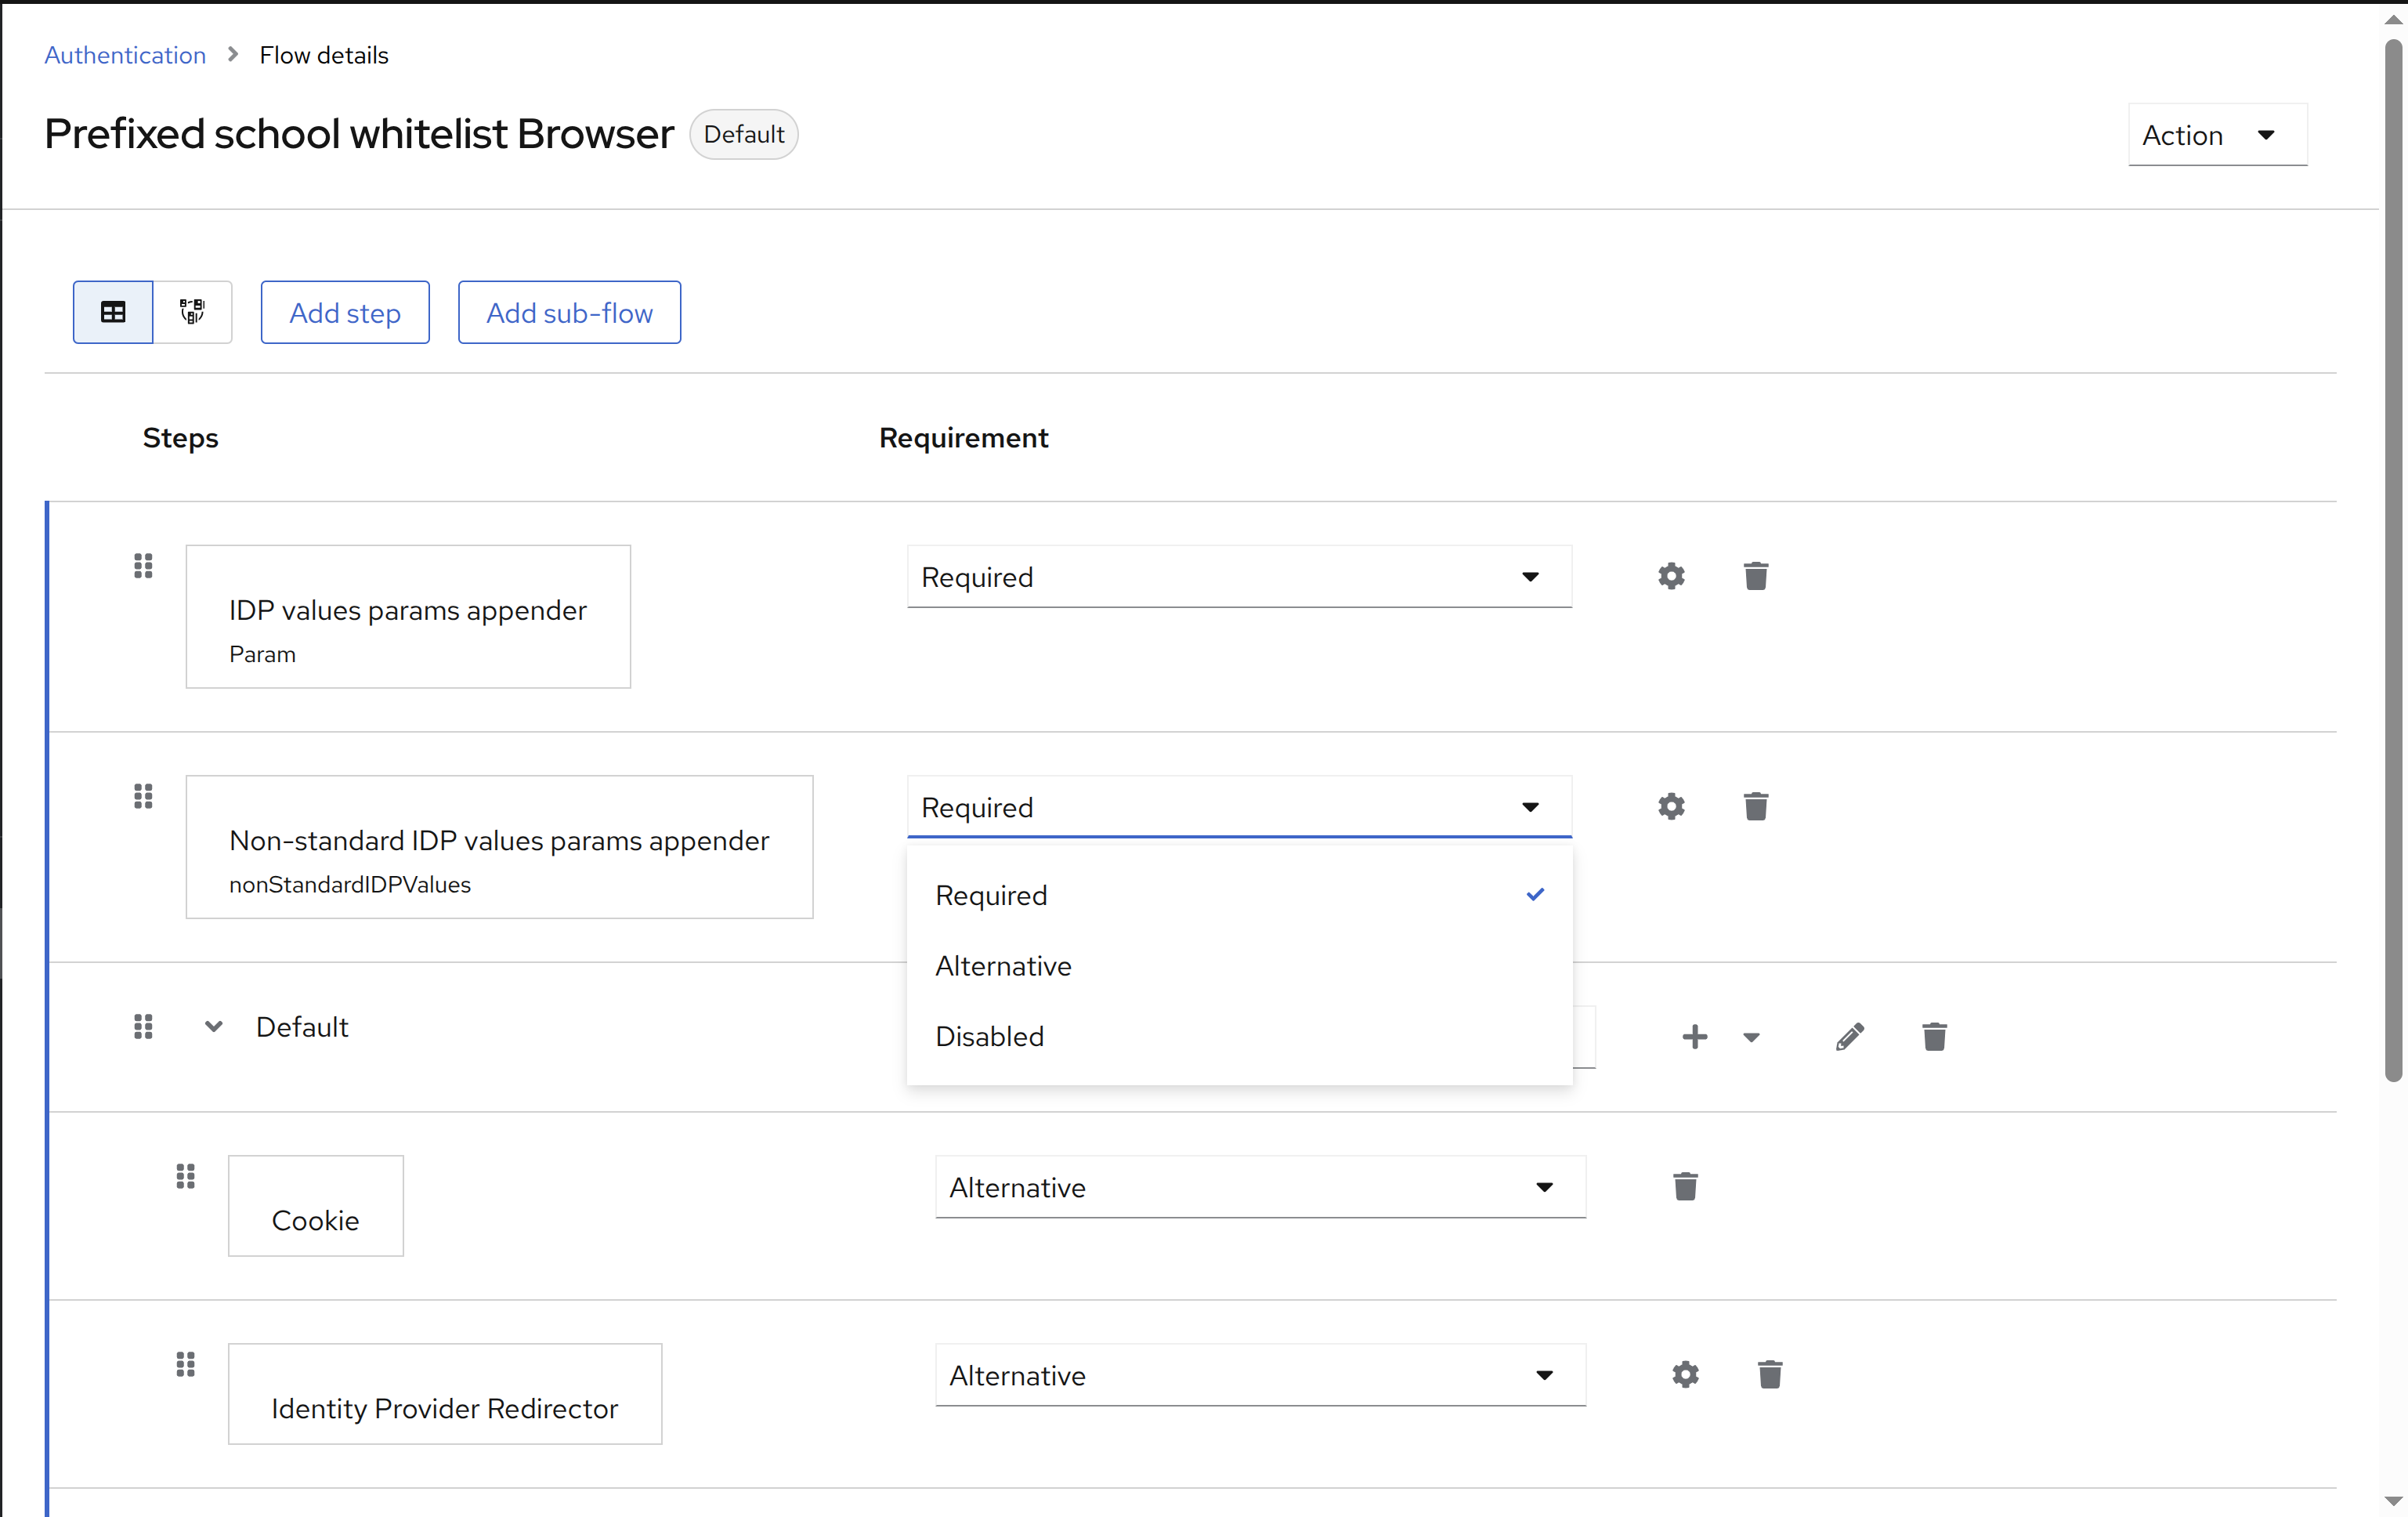 Authentication > Flow details
Prefixed school whitelist Browser Default
Action
Add step Add sub-flow
Steps Requirement
IDP values params appender
Param
Required
Non-standard IDP values params appender
nonStandardIDPValues
Required
Required
Alternative
Disabled
Default
Cookie
Alternative
Identity Provider Redirector
Alternative